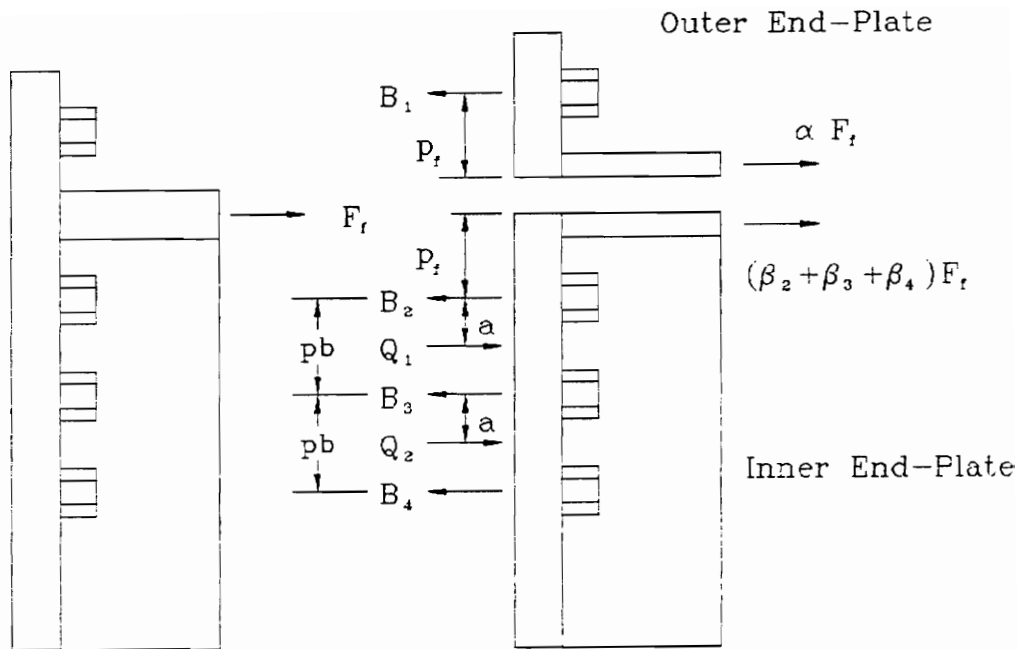 Outer End-Plate
B₁
p_f
α F_f
F_f
p_f
(β₂+β₃+β₄)F_f
B₂
a
pb
Q₁
B₃
a
pb
Q₂
Inner End-Plate
B₄